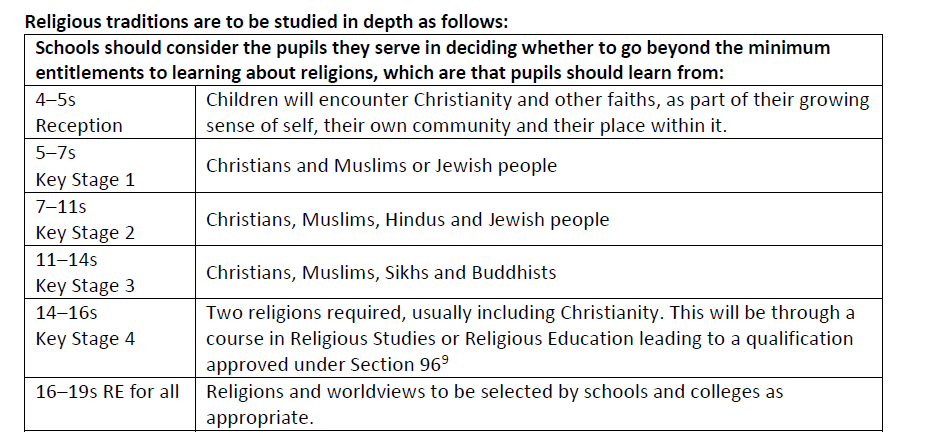 Religious traditions are to be studied in depth as follows:
Schools should consider the pupils they serve in deciding whether to go beyond the minimum
entitlements to learning about religions, which are that pupils should learn from:
4–5s
Reception
Children will encounter Christianity and other faiths, as part of their growing
sense of self, their own community and their place within it.
5–7s
Key Stage 1
Christians and Muslims or Jewish people
7–11s
Key Stage 2
Christians, Muslims, Hindus and Jewish people
11–14s
Key Stage 3
Christians, Muslims, Sikhs and Buddhists
14–16s
Key Stage 4
Two religions required, usually including Christianity. This will be through a
course in Religious Studies or Religious Education leading to a qualification
approved under Section 96⁹
16–19s RE for all
Religions and worldviews to be selected by schools and colleges as
appropriate.